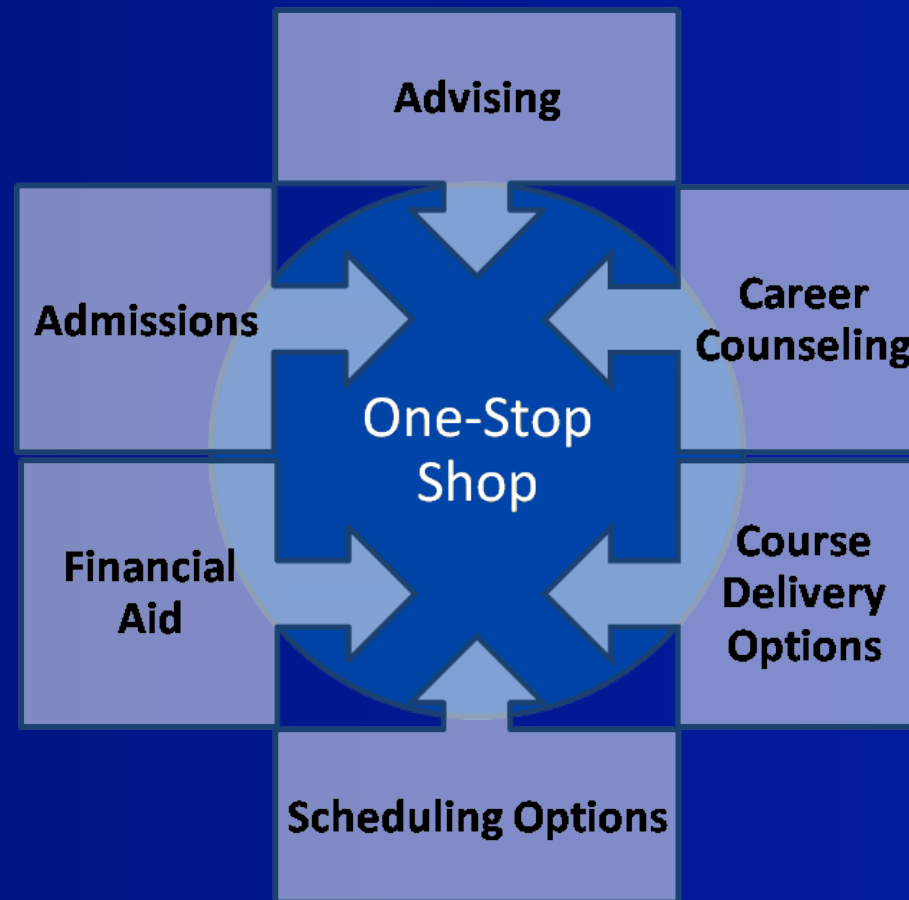 Advising
Admissions
Career
Counseling
One-Stop
Shop
Financial
Aid
Course
Delivery
Options
Scheduling Options